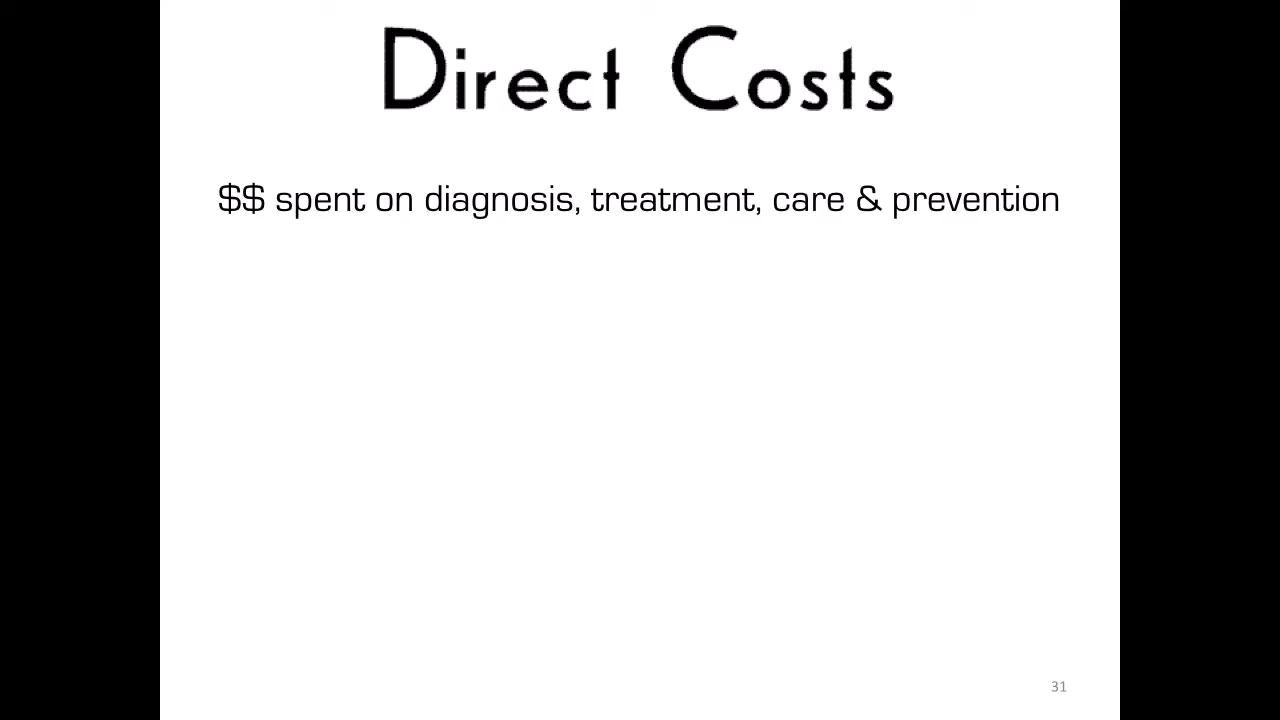 Direct Costs
$$ spent on diagnosis, treatment, care & prevention
31